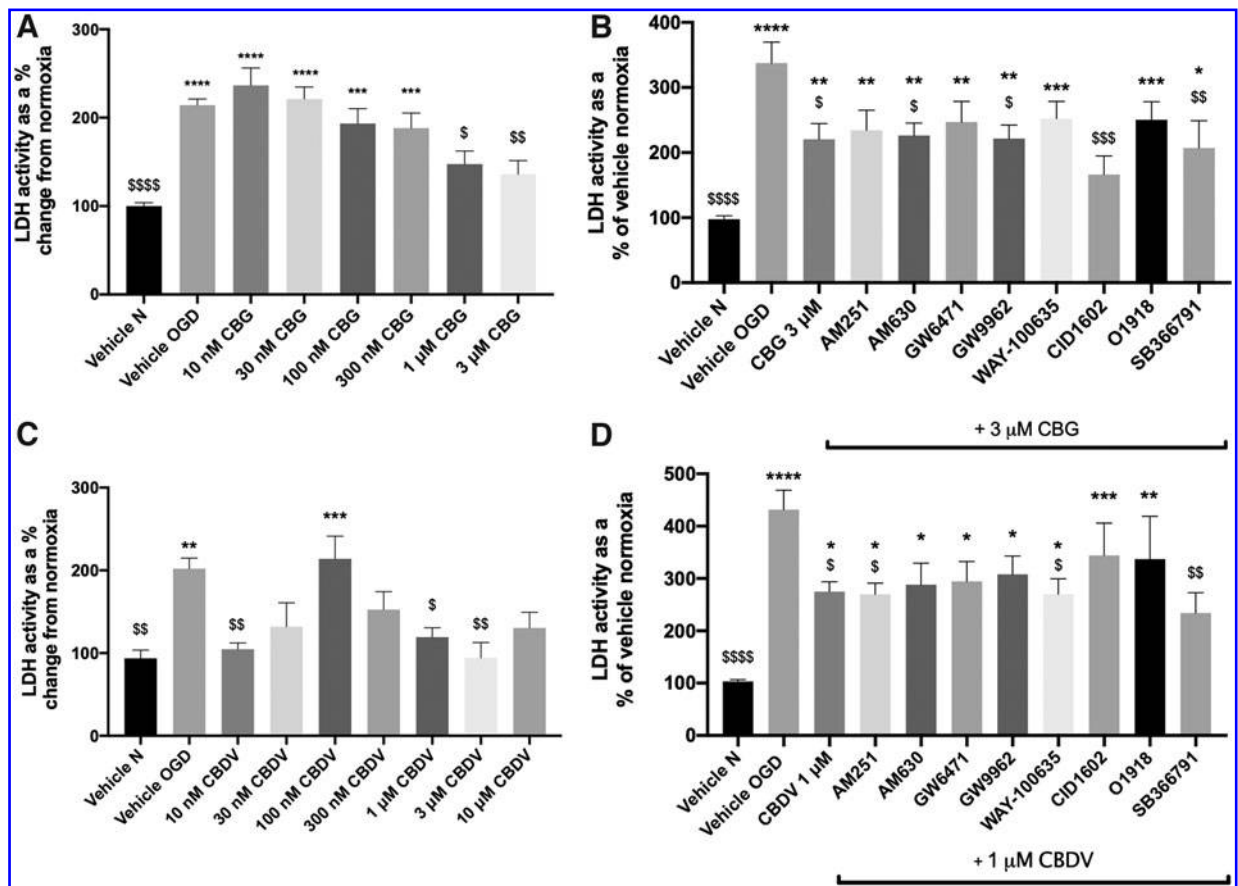 A
LDH activity as a %
change from normoxia
300
200
100
0
$$$$
****
****
****
***
***
$
$$
Vehicle N
Vehicle OGD
10 nM CBG
30 nM CBG
100 nM CBG
300 nM CBG
1 µM CBG
3 µM CBG
B
LDH activity as a
% of vehicle normoxia
400
300
200
100
0
$$$$
****
**
$
**
**
$
**
**
$
***
$$$
***
*
$$
Vehicle N
Vehicle OGD
CBG 3 µM
AM251
AM630
GW6471
GW9962
WAY-100635
CID1602
O1918
SB366791
+ 3 µM CBG
C
LDH activity as a %
change from normoxia
300
200
100
0
$$
**
$$
***
$
$$
Vehicle N
Vehicle OGD
10 nM CBDV
30 nM CBDV
100 nM CBDV
300 nM CBDV
1 µM CBDV
3 µM CBDV
10 µM CBDV
D
LDH activity as a
% of vehicle normoxia
500
400
300
200
100
0
$$$$
****
*
$
*
$
*
*
*
*
$
***
**
$$
Vehicle N
Vehicle OGD
CBDV 1 µM
AM251
AM630
GW6471
GW9962
WAY-100635
CID1602
O1918
SB366791
+ 1 µM CBDV